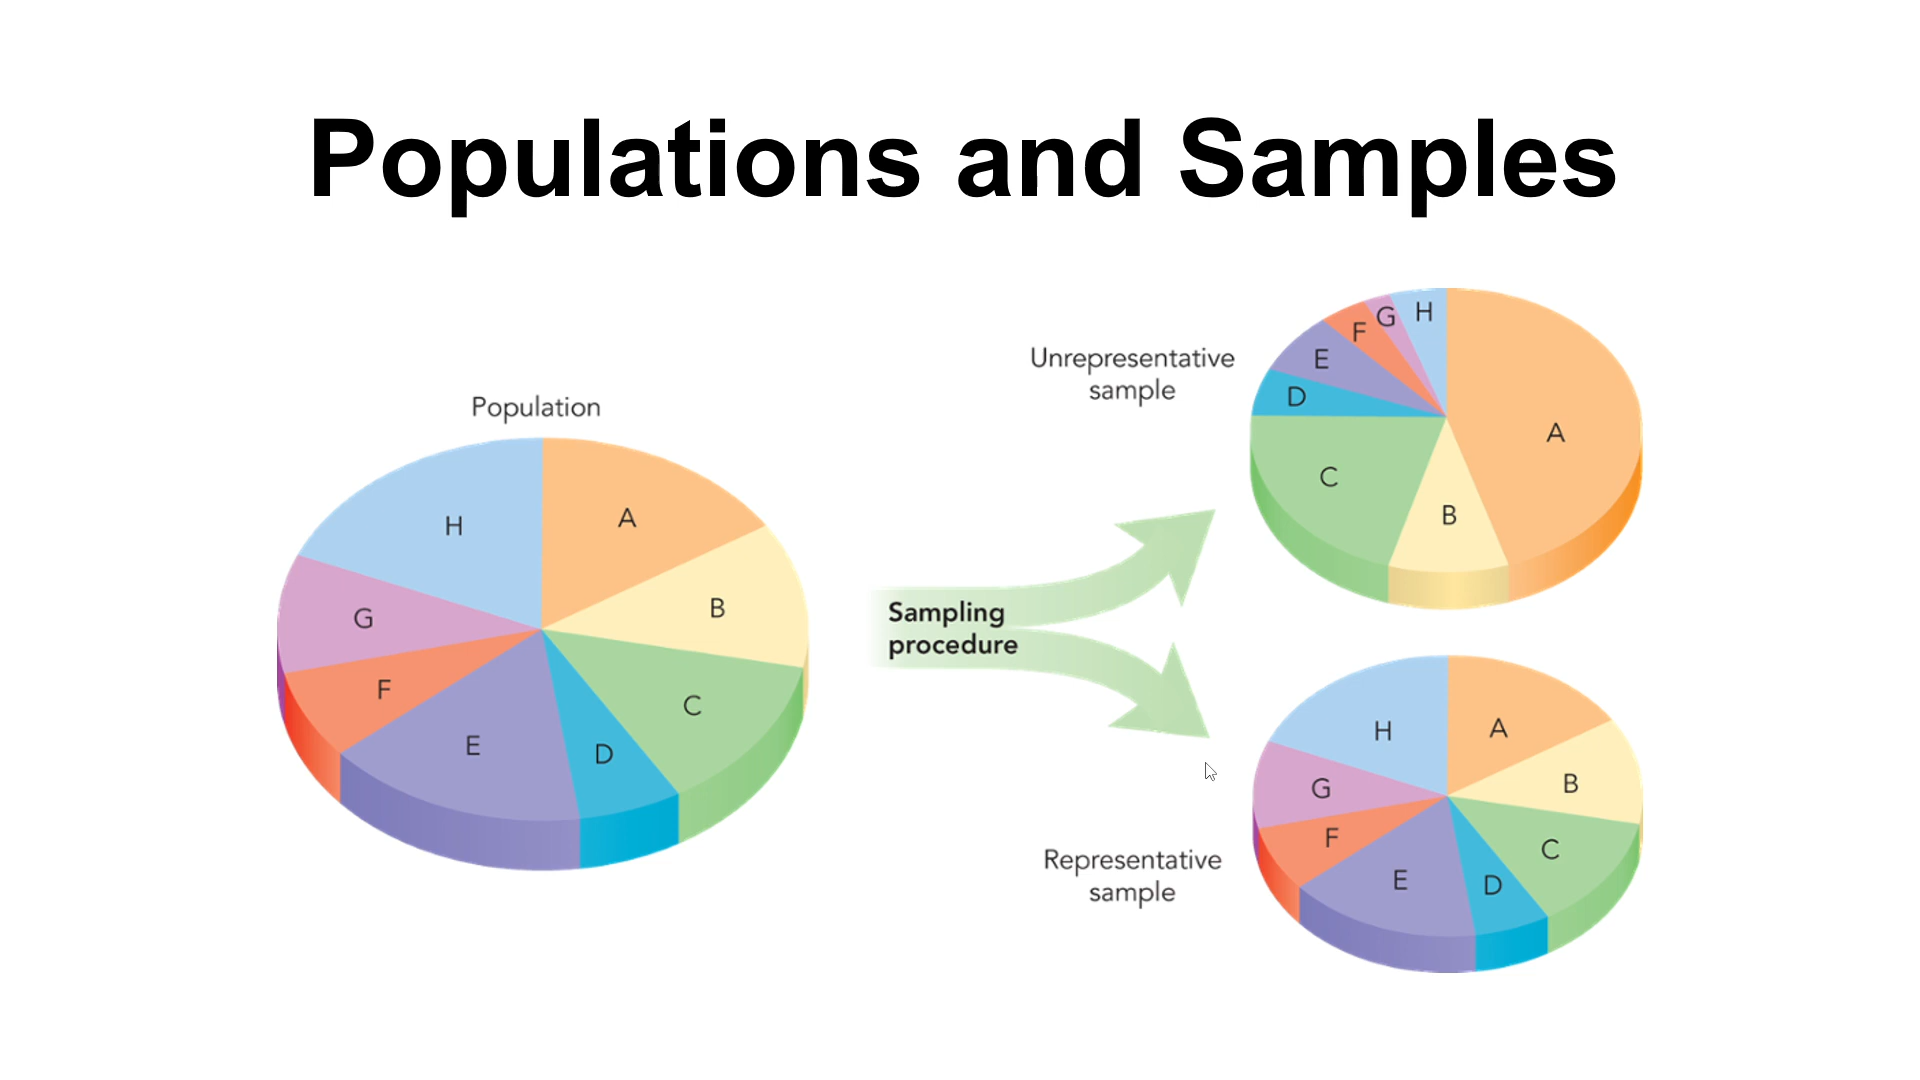 Populations and Samples
Population
H
A
B
G
F
C
E
D
Sampling
procedure
Unrepresentative
sample
H
G
F
E
D
A
C
B
Representative
sample
H
A
B
G
F
C
E
D